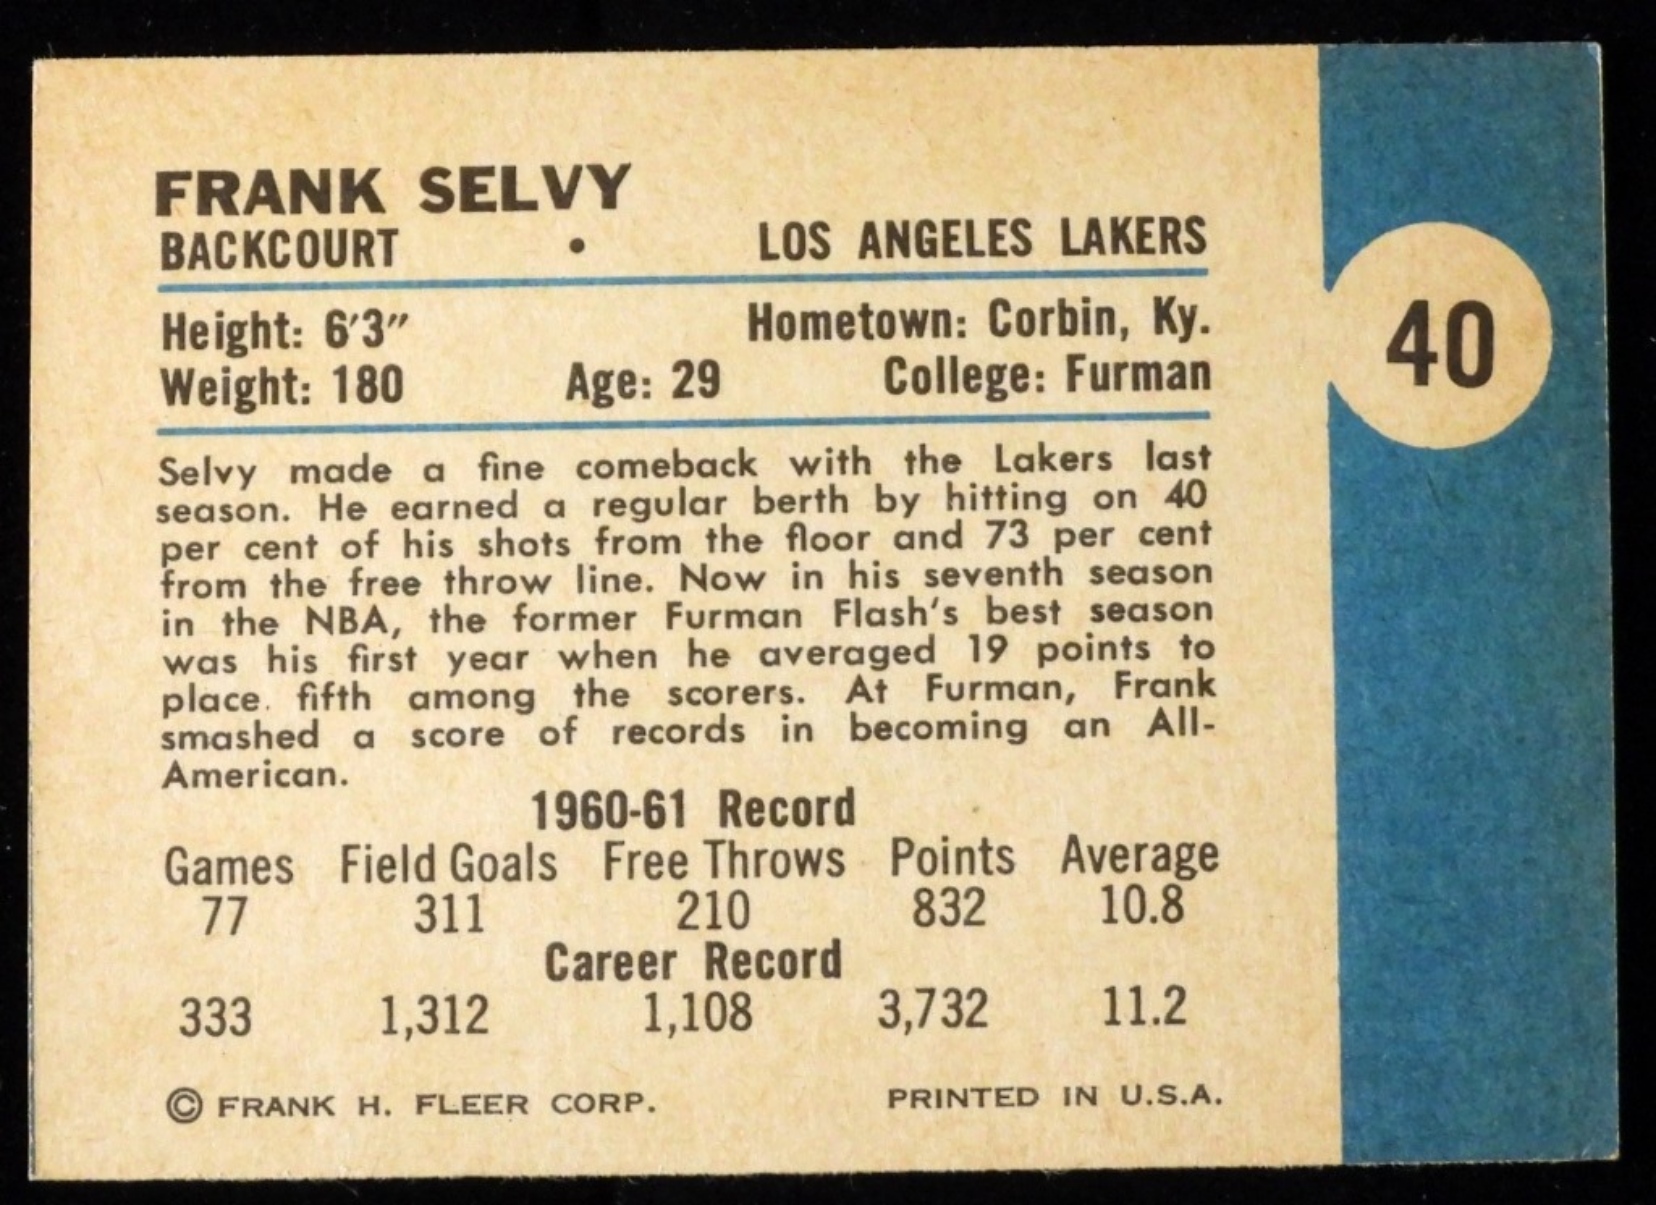 FRANK SELVY
BACKCOURT • LOS ANGELES LAKERS
Height: 6'3" Hometown: Corbin, Ky.
Weight: 180 Age: 29 College: Furman
40
Selvy made a fine comeback with the Lakers last
season. He earned a regular berth by hitting on 40
per cent of his shots from the floor and 73 per cent
from the free throw line. Now in his seventh season
in the NBA, the former Furman Flash's best season
was his first year when he averaged 19 points to
place. fifth among the scorers. At Furman, Frank
smashed a score of records in becoming an All-
American.
1960-61 Record
Games Field Goals Free Throws Points Average
77 311 210 832 10.8
Career Record
333 1,312 1,108 3,732 11.2
© FRANK H. FLEER CORP. PRINTED IN U.S.A.